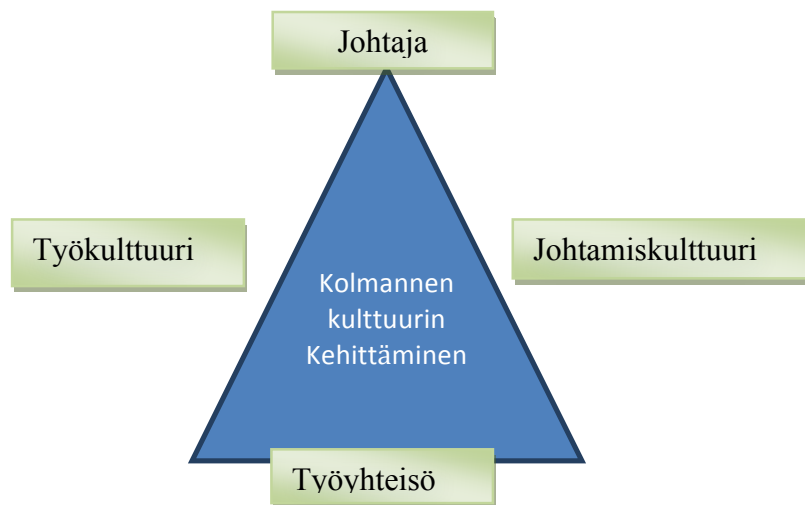 Johtaja
Työkulttuuri
Johtamiskulttuuri
Kolmannen
kulttuurin
Kehittäminen
Työyhteisö